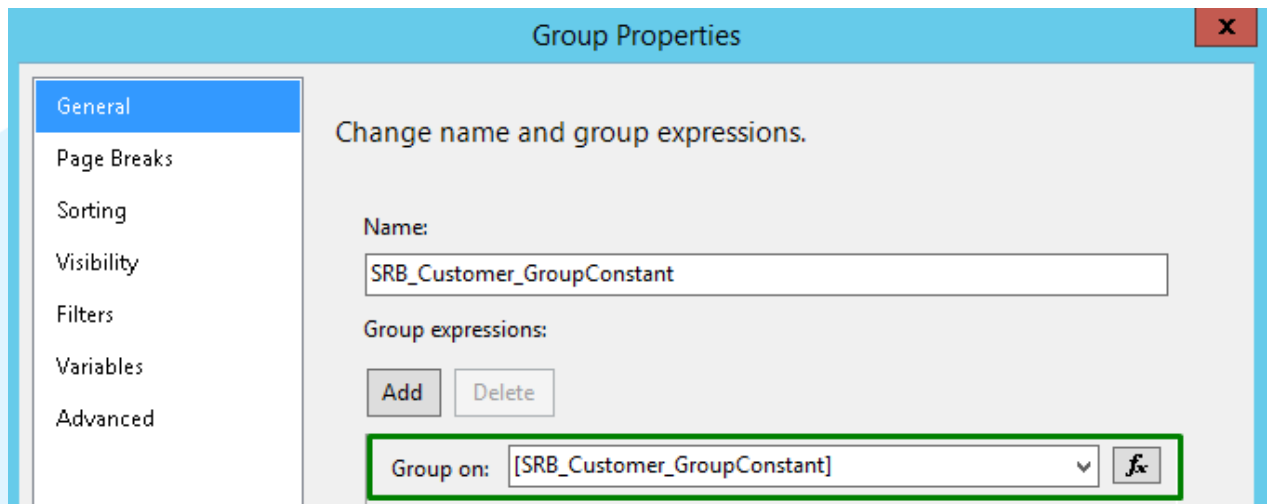 Group Properties
x
General
Page Breaks
Sorting
Visibility
Filters
Variables
Advanced
Change name and group expressions.
Name:
SRB_Customer_GroupConstant
Group expressions:
Add Delete
Group on: [SRB_Customer_GroupConstant] fx